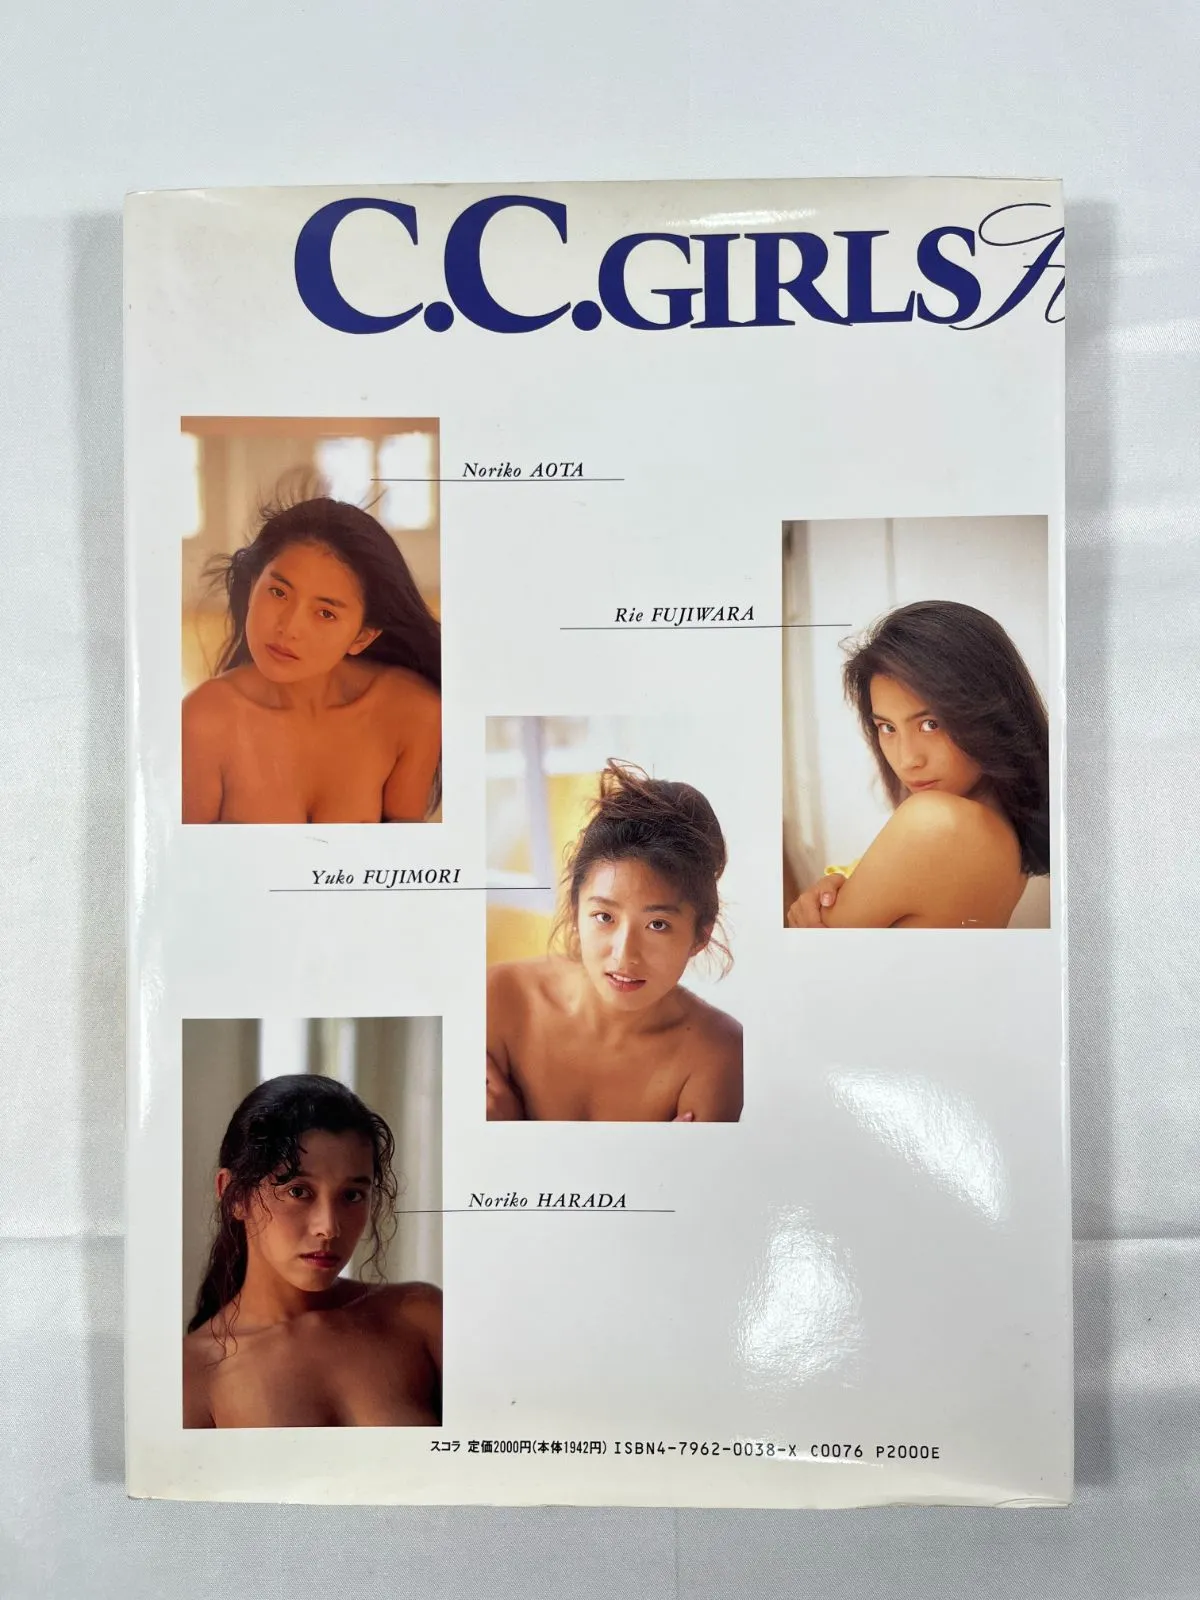 C.C.GIRLS
Noriko AOTA
Rie FUJIWARA
Yuko FUJIMORI
Noriko HARADA
スコラ 定価2000円(本体1942円) ISBN4-7962-0038-X C0076 P2000E